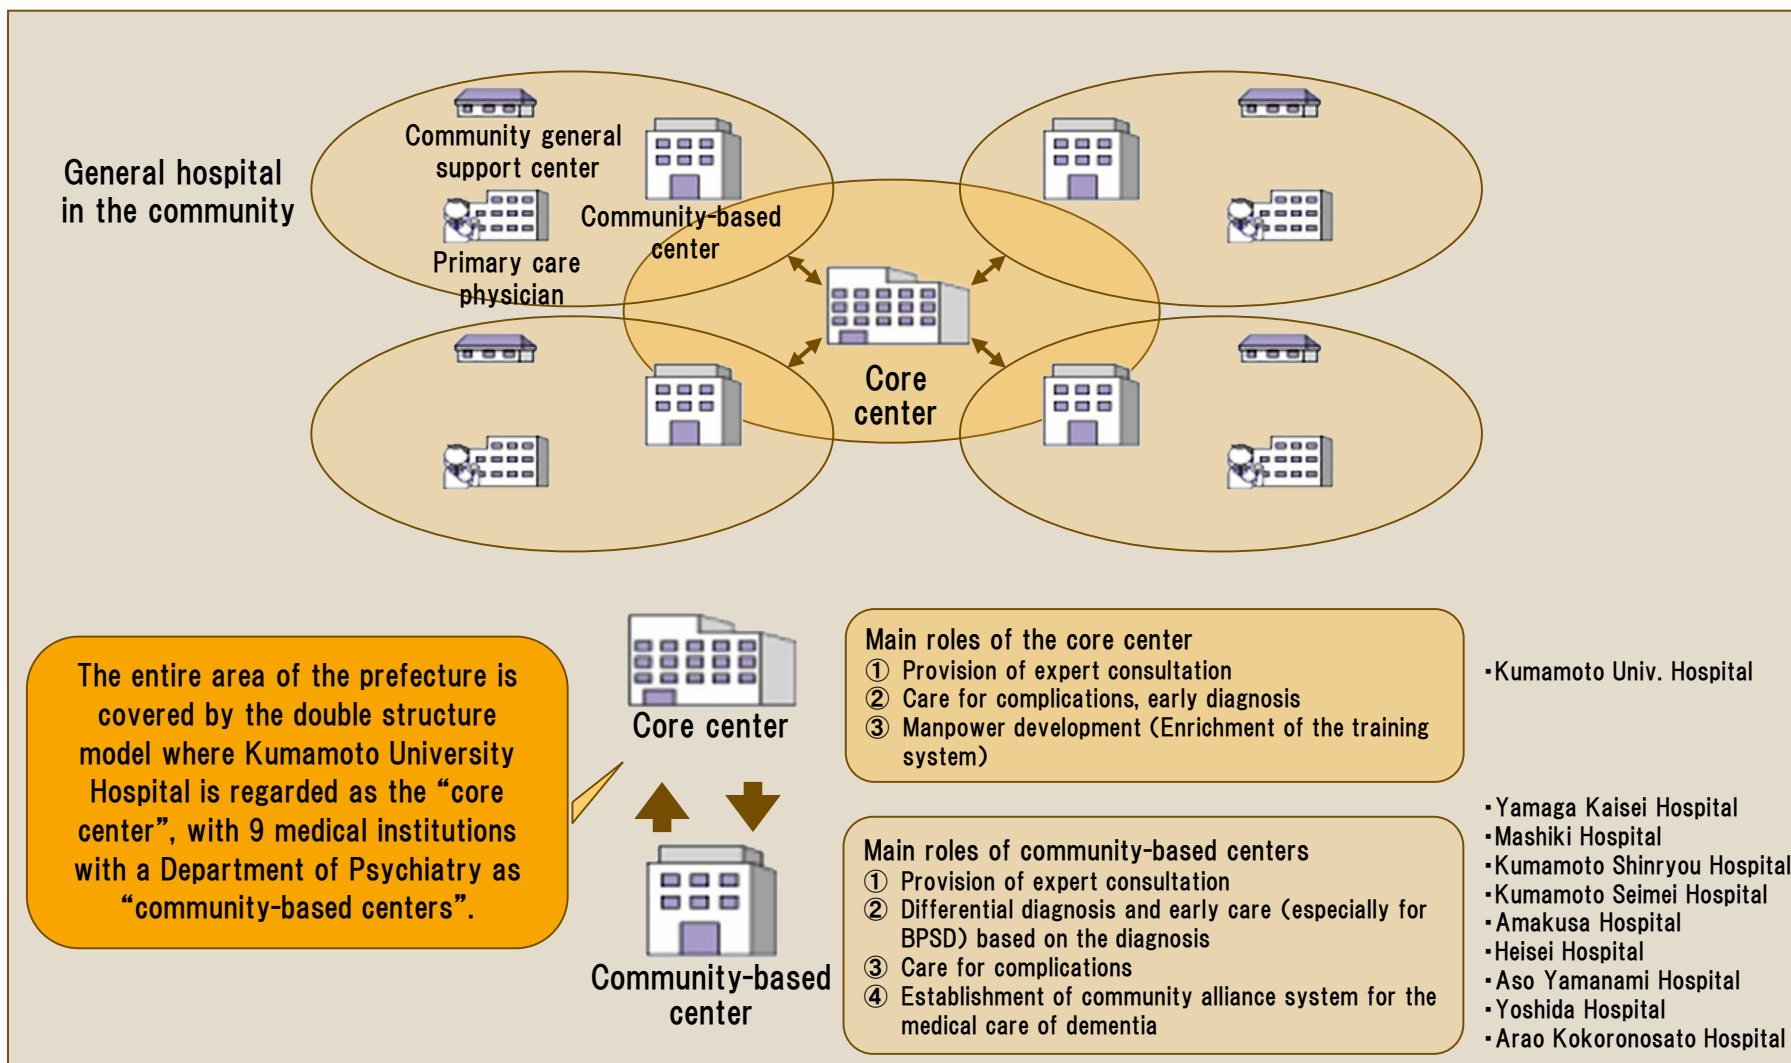 General hospital
in the community
Community general
support center
Primary care
physician
Community-based
center
Core
center
The entire area of the prefecture is
covered by the double structure
model where Kumamoto University
Hospital is regarded as the “core
center”, with 9 medical institutions
with a Department of Psychiatry as
“community-based centers”.
Core center
Community-based
center
Main roles of the core center
① Provision of expert consultation
② Care for complications, early diagnosis
③ Manpower development (Enrichment of the training
system)
・Kumamoto Univ. Hospital
Main roles of community-based centers
① Provision of expert consultation
② Differential diagnosis and early care (especially for
BPSD) based on the diagnosis
③ Care for complications
④ Establishment of community alliance system for the
medical care of dementia
・Yamaga Kaisei Hospital
・Mashiki Hospital
・Kumamoto Shinryou Hospital
・Kumamoto Seimei Hospital
・Amakusa Hospital
・Heisei Hospital
・Aso Yamanami Hospital
・Yoshida Hospital
・Arao Kokoronosato Hospital